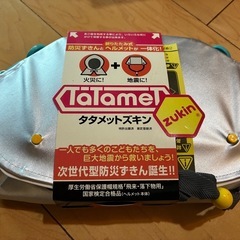 折りたたみ式
防災ずきんとヘルメットが一体化!
火災に!
地震に!
TATAMET
タタメットズキン
zukin
一人でも多くのこどもたちを、
巨大地震から救いましょう!
次世代型防災ずきん誕生!!
厚生労働省保護帽規格「飛来・落下物用」
国家検定合格品